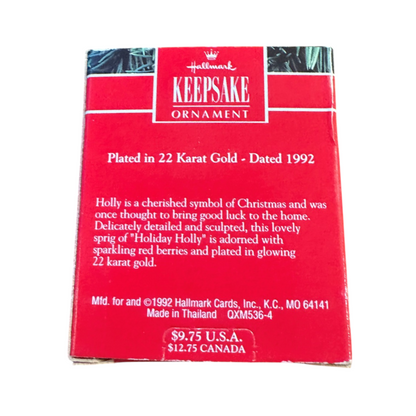 Hallmark
KEEPSAKE
ORNAMENT
Plated in 22 Karat Gold - Dated 1992
Holly is a cherished symbol of Christmas and was
once thought to bring good luck to the home.
Delicately detailed and sculpted, this lovely
sprig of "Holiday Holly" is adorned with
sparkling red berries and plated in glowing
22 karat gold.
Mfd. for and ©1992 Hallmark Cards, Inc., K.C., MO 64141
Made in Thailand QXM536-4
$9.75 U.S.A.
$12.75 CANADA